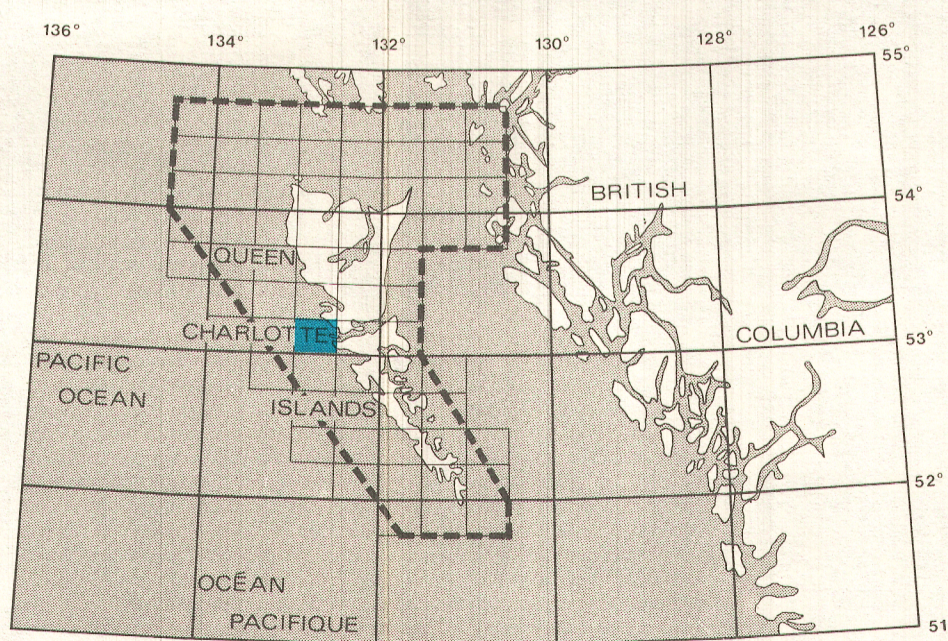 136° 134° 132° 130° 128° 126°
55°
BRITISH
54°
QUEEN
CHARLOTTE
COLUMBIA
53°
PACIFIC
OCEAN
ISLANDS
52°
OCÉAN
PACIFIQUE
51